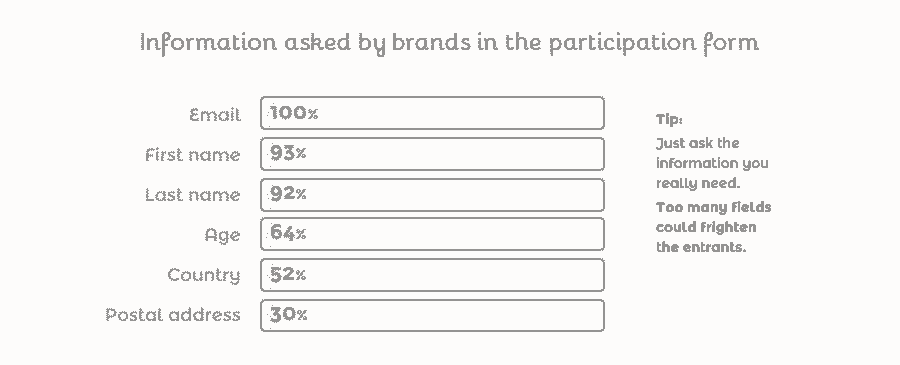 Information asked by brands in the participation form
Email 100%
First name 93%
Last name 92%
Age 64%
Country 52%
Postal address 30%
Tip:
Just ask the
information you
really need.
Too many fields
could frighten
the entrants.